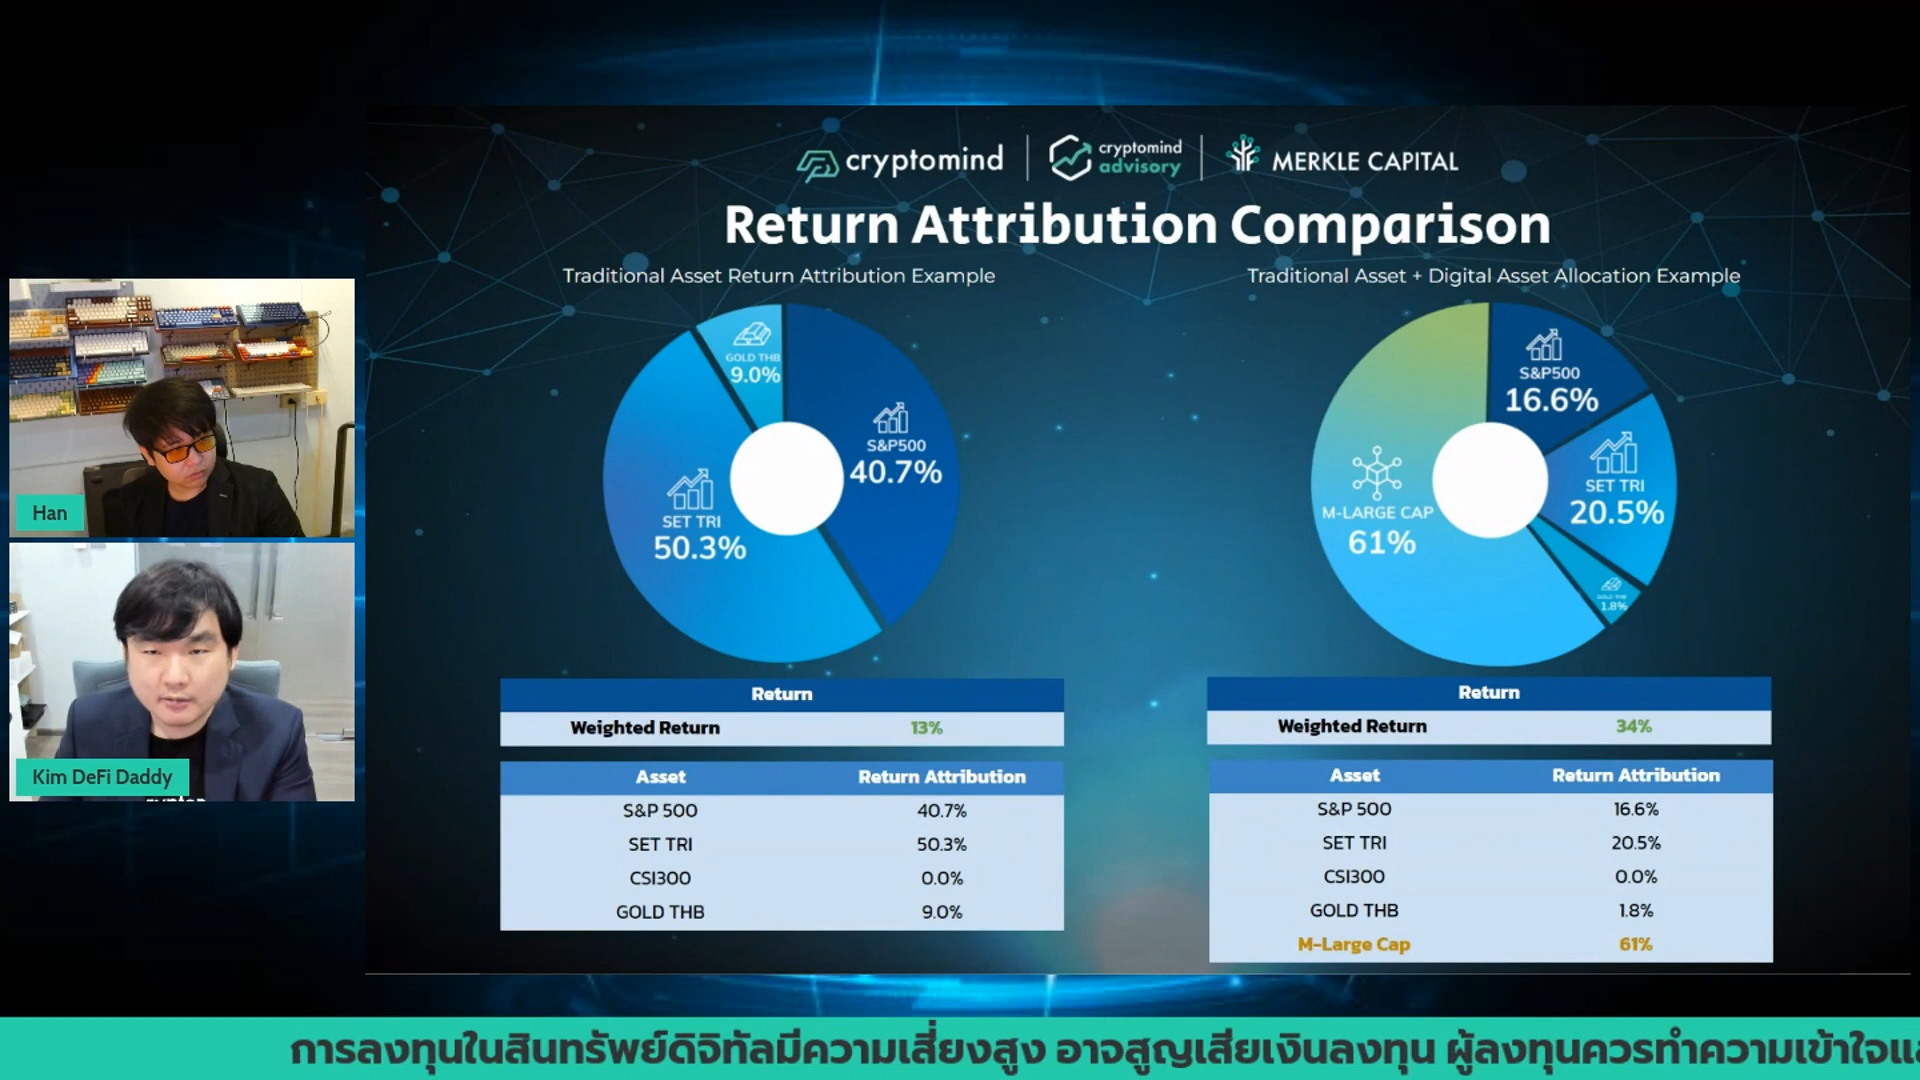 cryptomind
cryptomind
advisory
MERKLE CAPITAL
Return Attribution Comparison
Traditional Asset Return Attribution Example
GOLD THB
9.0%
S&P500
40.7%
SET TRI
50.3%
Return
Weighted Return 13%
Asset Return Attribution
S&P 500 40.7%
SET TRI 50.3%
CSI300 0.0%
GOLD THB 9.0%
Traditional Asset + Digital Asset Allocation Example
S&P500
16.6%
SET TRI
20.5%
GOLD THB
1.8%
M-LARGE CAP
61%
Return
Weighted Return 34%
Asset Return Attribution
S&P 500 16.6%
SET TRI 20.5%
CSI300 0.0%
GOLD THB 1.8%
M-Large Cap 61%
Han
Kim DeFi Daddy
การลงทุนในสินทรัพย์ดิจิทัลมีความเสี่ยงสูง อาจสูญเสียเงินลงทุน ผู้ลงทุนควรทำความเข้าใจแ